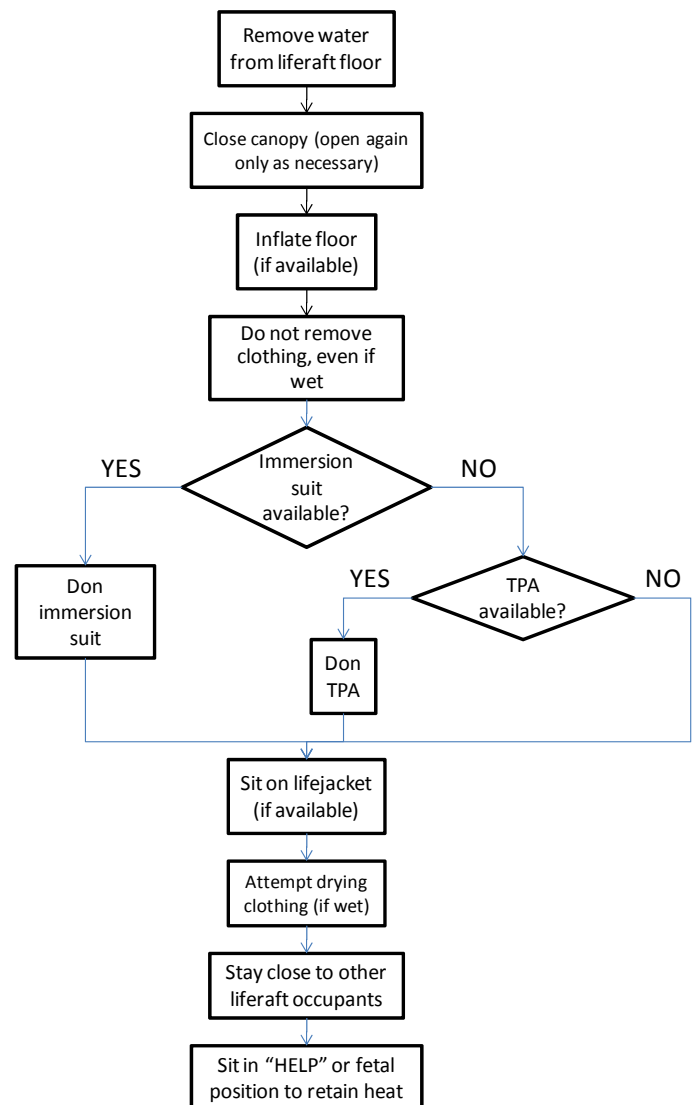 Remove water
from liferaft floor
Close canopy (open again
only as necessary)
Inflate floor
(if available)
Do not remove
clothing, even if
wet
YES
Immersion
suit
available?
NO
Don
immersion
suit
YES
TPA
available?
NO
Don
TPA
Sit on lifejacket
(if available)
Attempt drying
clothing (if wet)
Stay close to other
liferaft occupants
Sit in “HELP” or fetal
position to retain heat